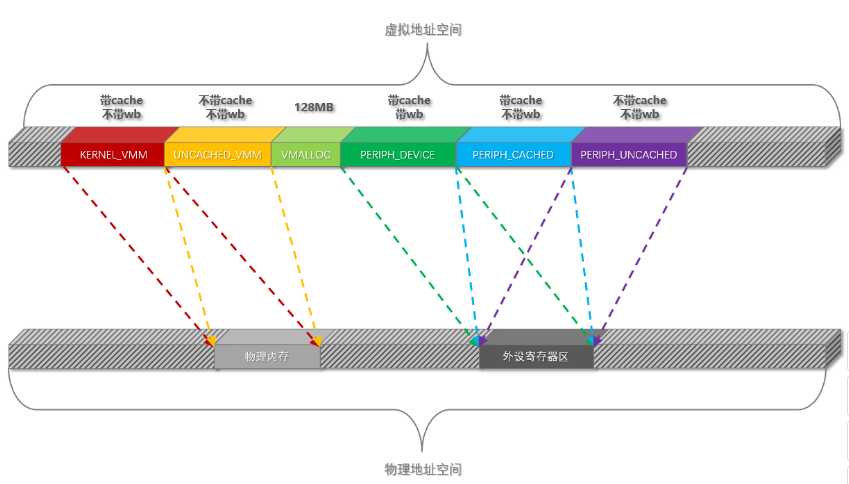 虚拟地址空间
带cache
不带wb
不带cache
不带wb
128MB
带cache
带wb
带cache
不带wb
不带cache
不带wb
KERNEL_VMM
UNCACHED_VMM
VMALLOC
PERIPH_DEVICE
PERIPH_CACHED
PERIPH_UNCACHED
物理内存
外设寄存器区
物理地址空间